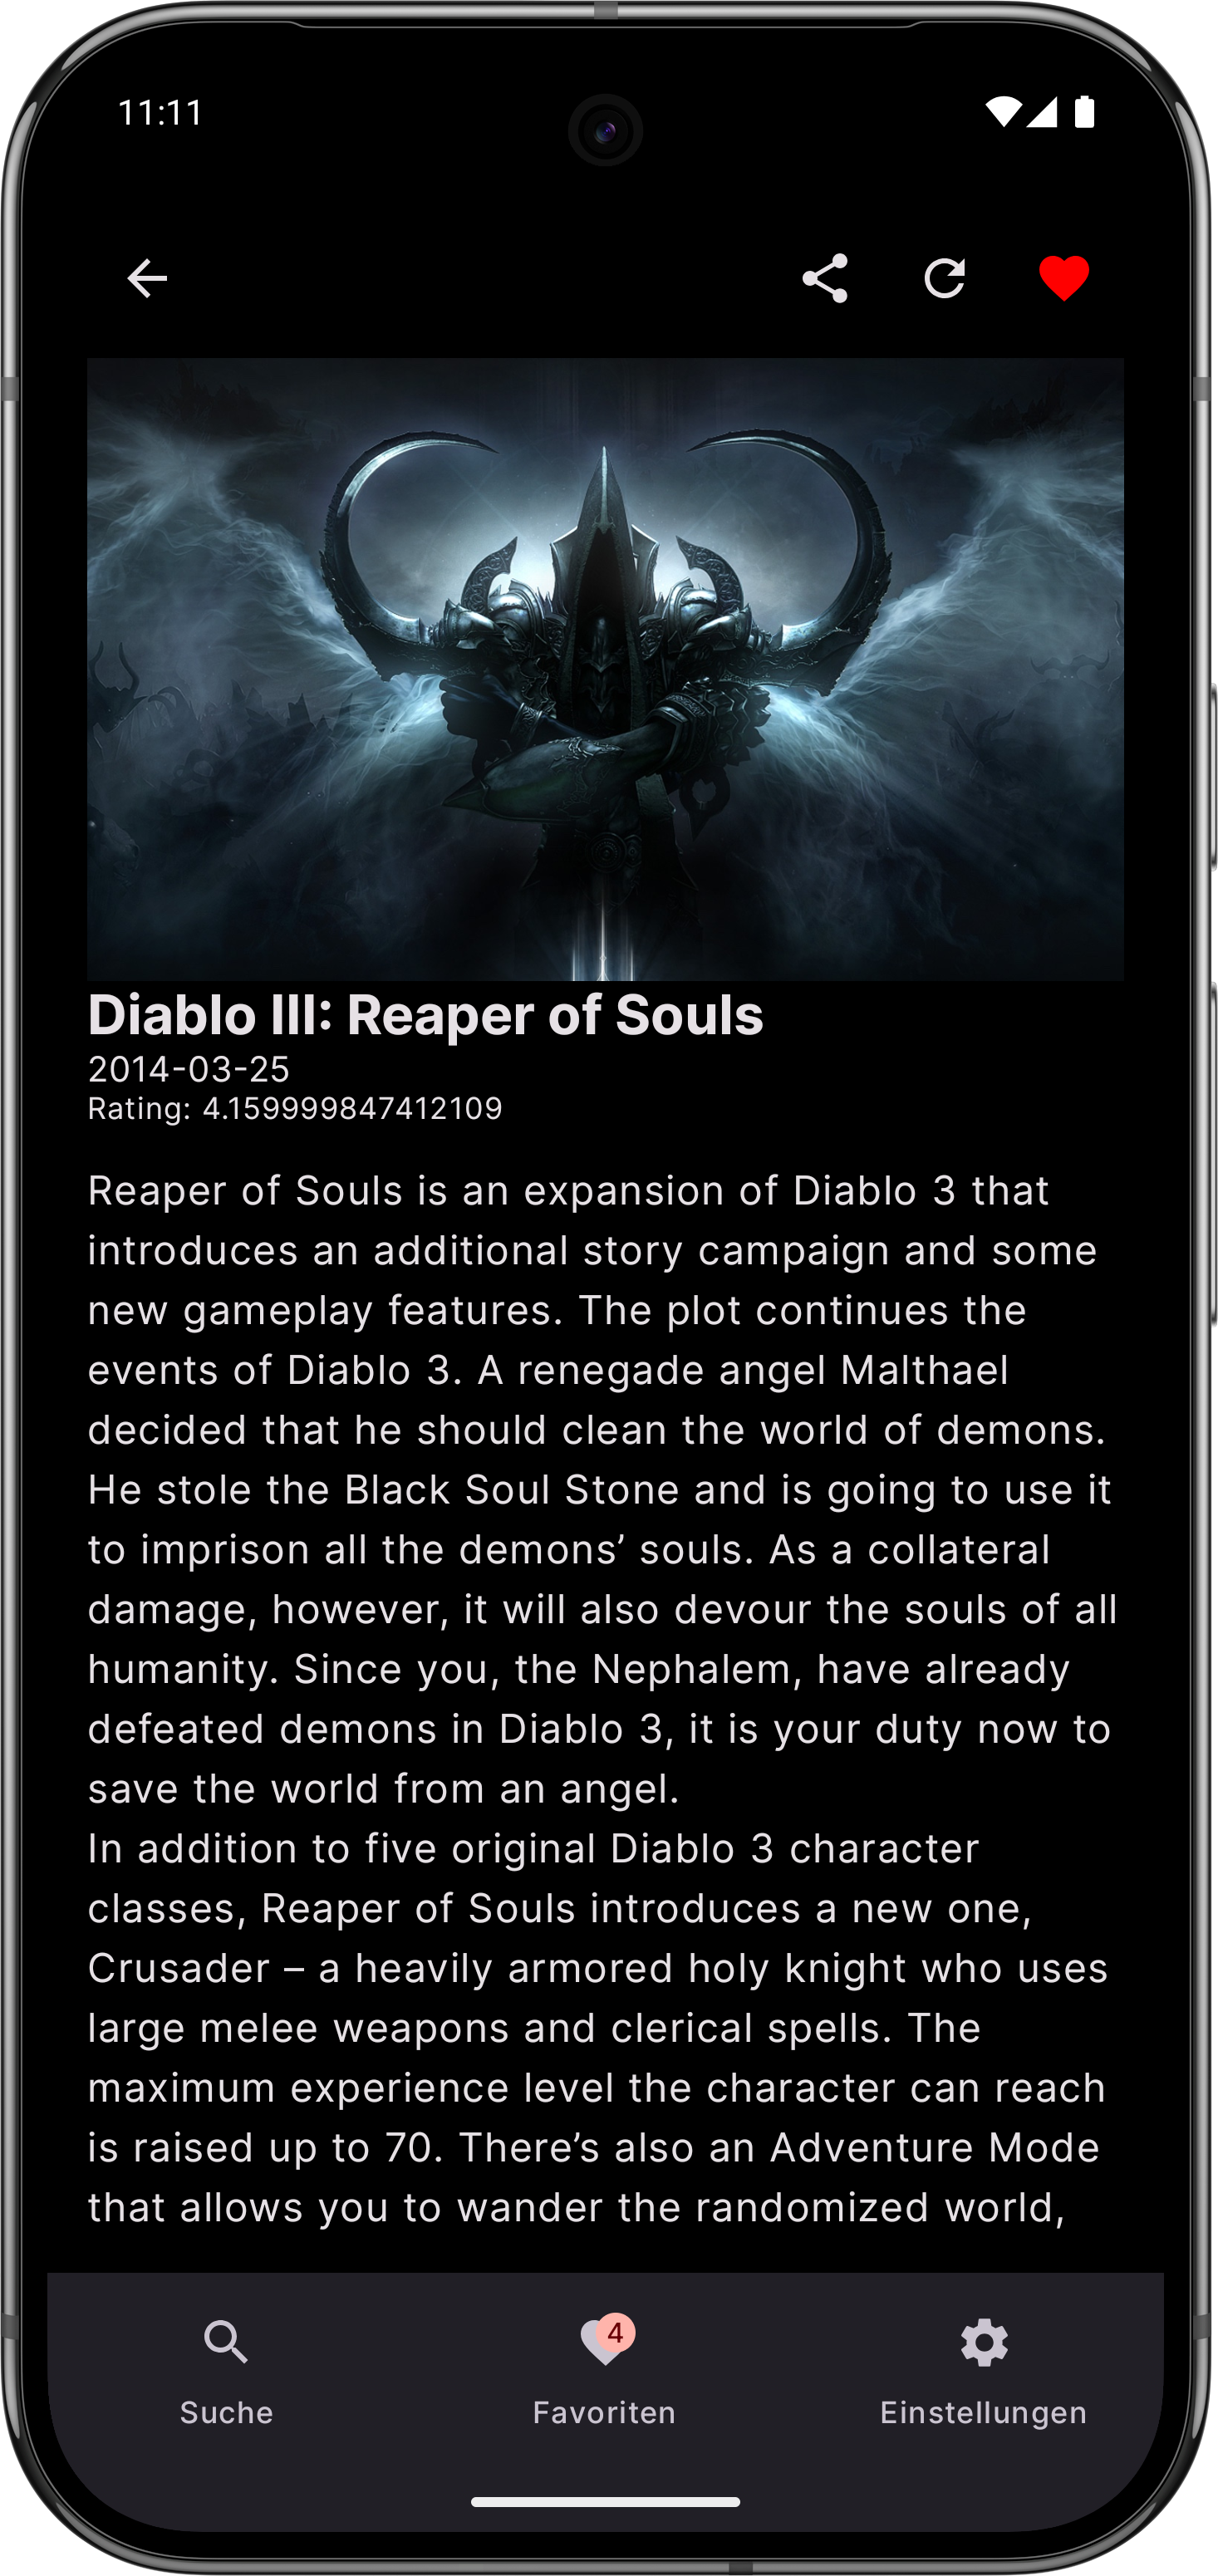 11:11
Diablo III: Reaper of Souls
2014-03-25
Rating: 4.159999847412109
Reaper of Souls is an expansion of Diablo 3 that
introduces an additional story campaign and some
new gameplay features. The plot continues the
events of Diablo 3. A renegade angel Malthael
decided that he should clean the world of demons.
He stole the Black Soul Stone and is going to use it
to imprison all the demons’ souls. As a collateral
damage, however, it will also devour the souls of all
humanity. Since you, the Nephalem, have already
defeated demons in Diablo 3, it is your duty now to
save the world from an angel.
In addition to five original Diablo 3 character
classes, Reaper of Souls introduces a new one,
Crusader – a heavily armored holy knight who uses
large melee weapons and clerical spells. The
maximum experience level the character can reach
is raised up to 70. There’s also an Adventure Mode
that allows you to wander the randomized world,
4
Suche Favoriten Einstellungen